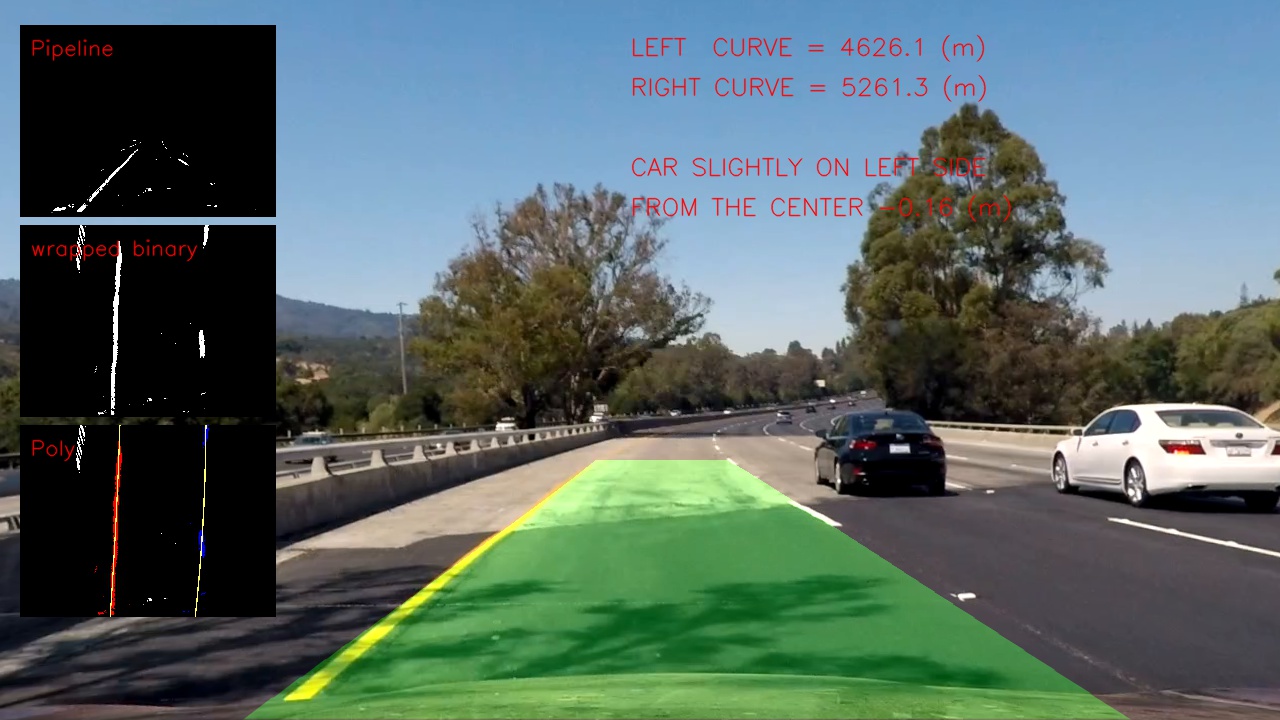 Pipeline
wrapped binary
Poly
LEFT CURVE = 4626.1 (m)
RIGHT CURVE = 5261.3 (m)
CAR SLIGHTLY ON LEFT SIDE
FROM THE CENTER -0.16 (m)